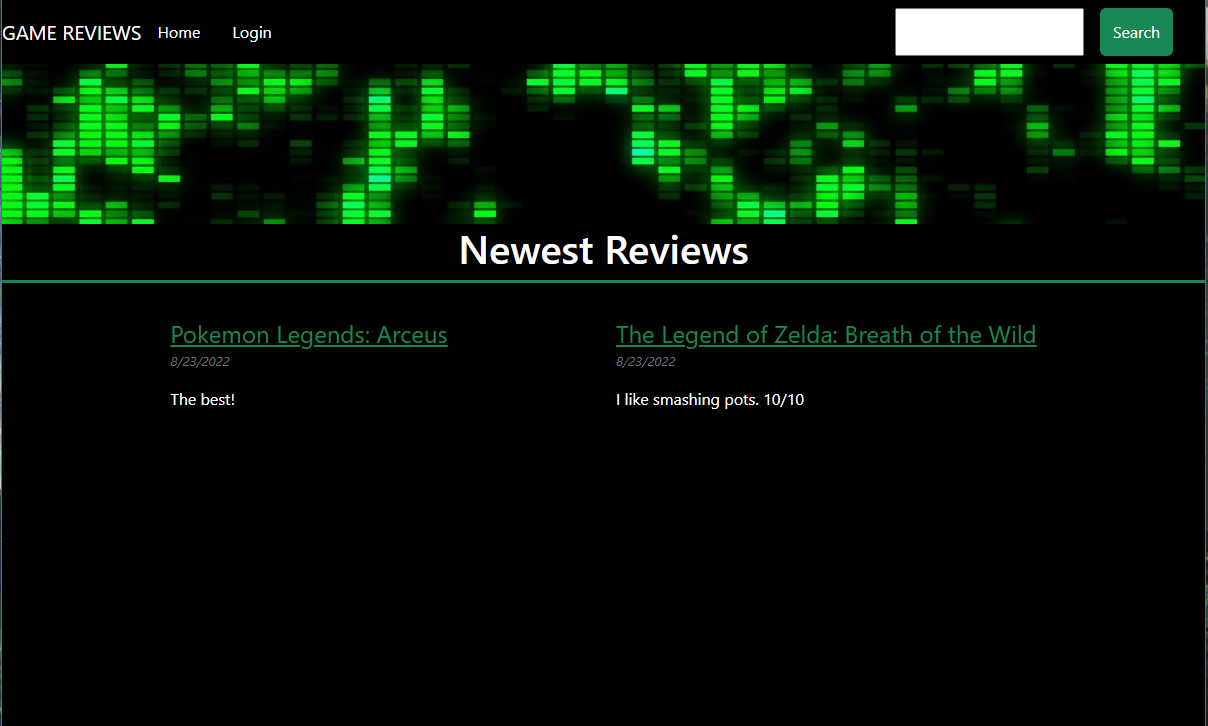 GAME REVIEWS Home Login Search
Newest Reviews
Pokemon Legends: Arceus
8/23/2022
The best!
The Legend of Zelda: Breath of the Wild
8/23/2022
I like smashing pots. 10/10